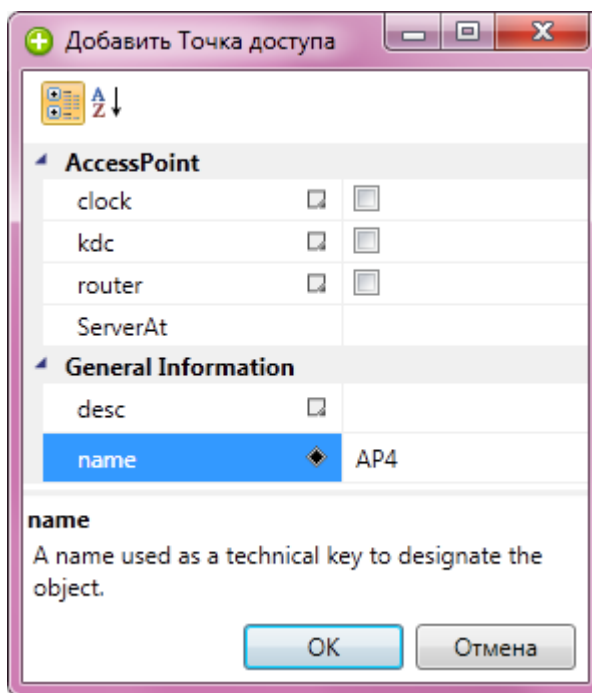 Добавить Точка доступа
AccessPoint
clock
kdc
router
ServerAt
General Information
desc
name AP4
name
A name used as a technical key to designate the
object.
OK Отмена